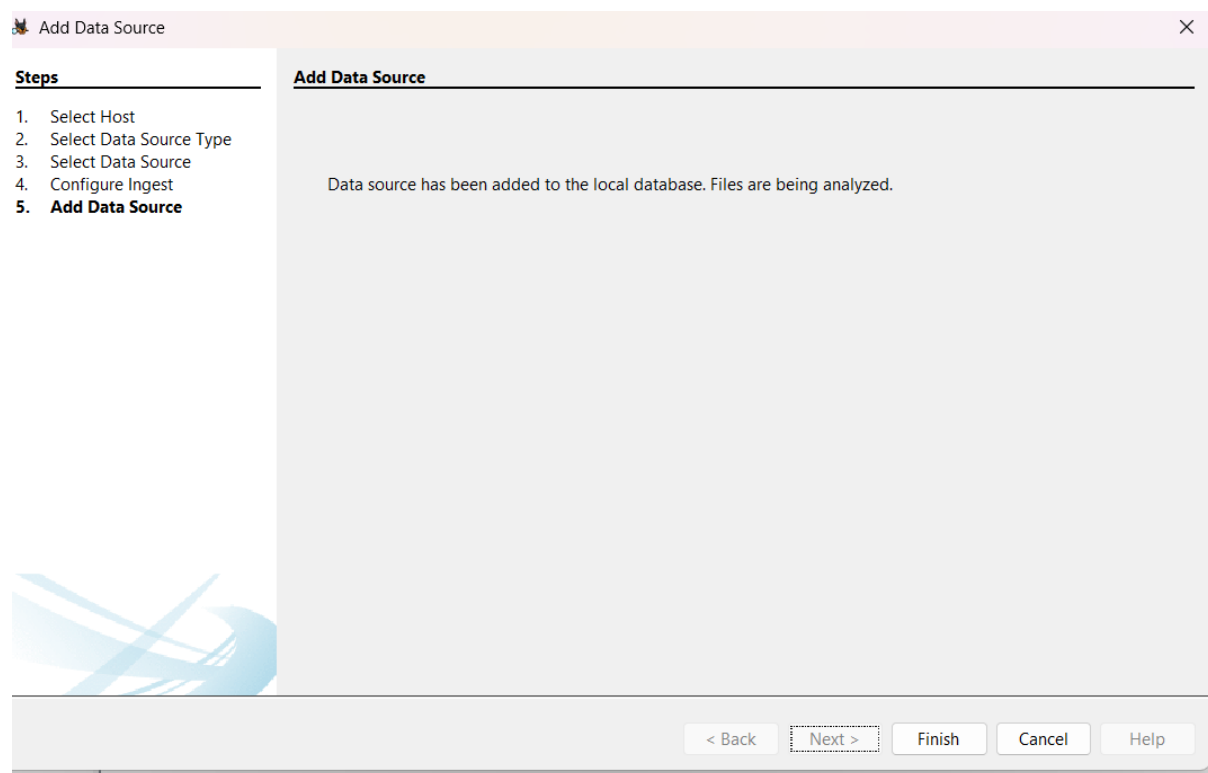 Add Data Source
Steps
1. Select Host
2. Select Data Source Type
3. Select Data Source
4. Configure Ingest
5. Add Data Source
Add Data Source
Data source has been added to the local database. Files are being analyzed.
< Back
Next >
Finish
Cancel
Help